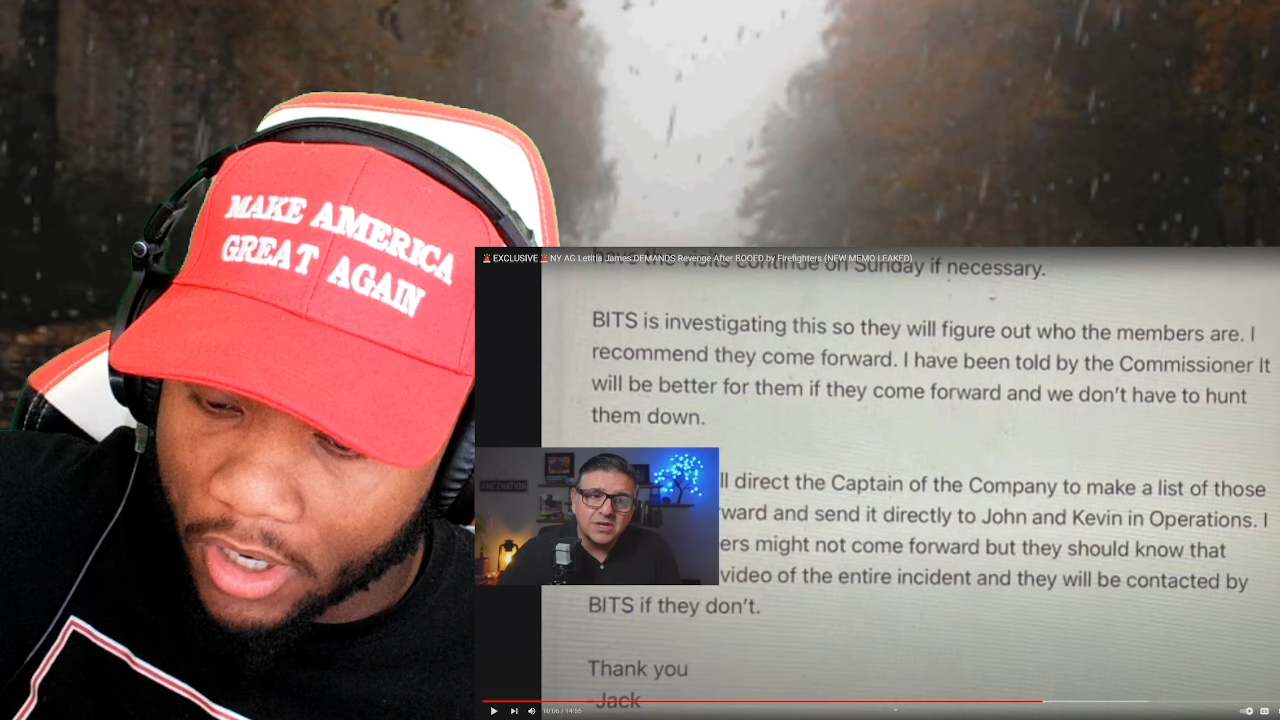 MAKE AMERICA
GREAT AGAIN
🚨EXCLUSIVE🚨NY AG Letitia James DEMANDS Revenge After BOOED by Firefighters (NEW MEMO LEAKED)
have the visits continue on Sunday if necessary.
BITS is investigating this so they will figure out who the members are. I
recommend they come forward. I have been told by the Commissioner It
will be better for them if they come forward and we don't have to hunt
them down.
ll direct the Captain of the Company to make a list of those
ward and send it directly to John and Kevin in Operations. I
ers might not come forward but they should know that
video of the entire incident and they will be contacted by
BITS if they don't.
Thank you
-Jack
10:06 / 14:55